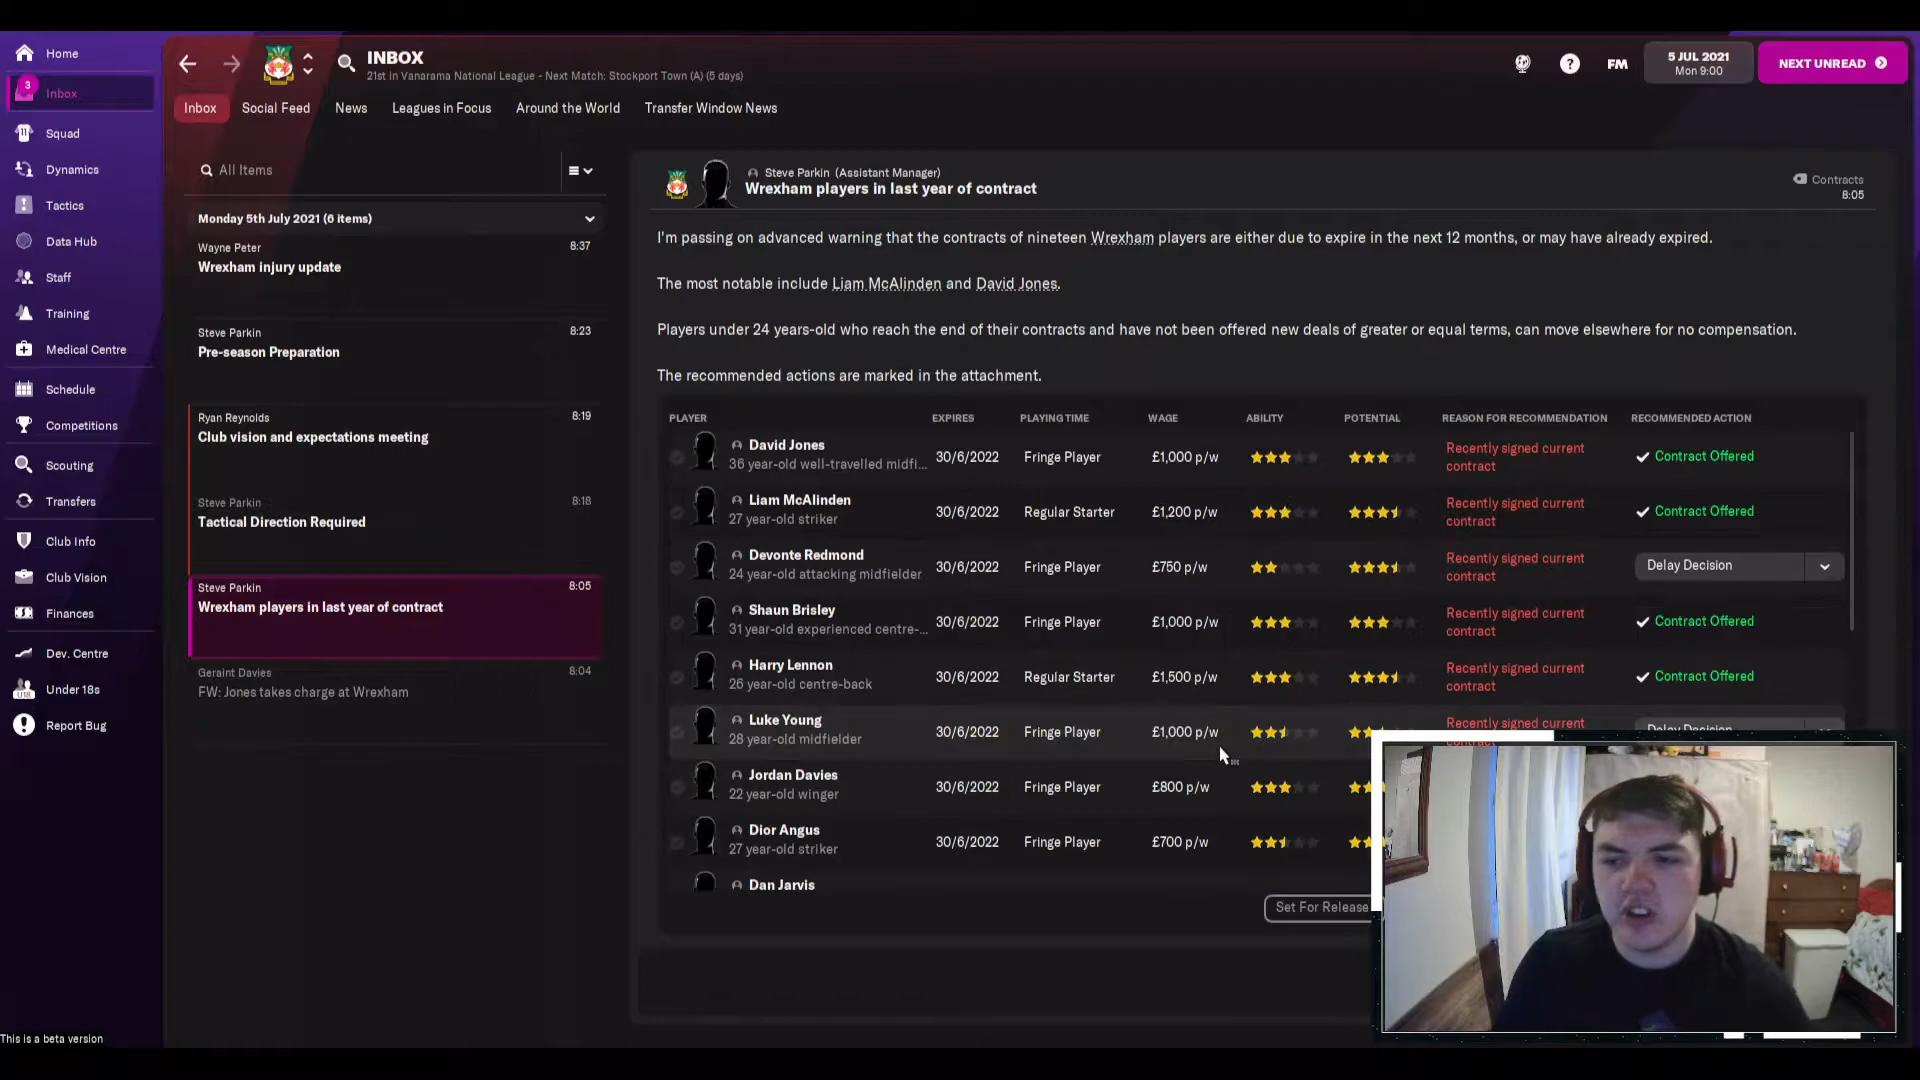 Home
Inbox
3
Squad
Dynamics
Tactics
Data Hub
Staff
Training
Medical Centre
Schedule
Competitions
Scouting
Transfers
Club Info
Club Vision
Finances
Dev. Centre
Under 18s
Report Bug
This is a beta version
INBOX
21st in Vanarama National League - Next Match: Stockport Town (A) (5 days)
FM
5 JUL 2021
Mon 9:00
NEXT UNREAD
Inbox Social Feed News Leagues in Focus Around the World Transfer Window News
All Items
Monday 5th July 2021 (6 items)
Wayne Peter 8:37
Wrexham injury update
Steve Parkin 8:23
Pre-season Preparation
Ryan Reynolds 8:19
Club vision and expectations meeting
Steve Parkin 8:18
Tactical Direction Required
Steve Parkin 8:05
Wrexham players in last year of contract
Geraint Davies 8:04
FW: Jones takes charge at Wrexham
Steve Parkin (Assistant Manager)
Wrexham players in last year of contract
Contracts
8:05
I'm passing on advanced warning that the contracts of nineteen Wrexham players are either due to expire in the next 12 months, or may have already expired.
The most notable include Liam McAlinden and David Jones.
Players under 24 years-old who reach the end of their contracts and have not been offered new deals of greater or equal terms, can move elsewhere for no compensation.
The recommended actions are marked in the attachment.
PLAYER EXPIRES PLAYING TIME WAGE ABILITY POTENTIAL REASON FOR RECOMMENDATION RECOMMENDED ACTION
David Jones
36 year-old well-travelled midfi... 30/6/2022 Fringe Player £1,000 p/w Recently signed current contract Contract Offered
Liam McAlinden
27 year-old striker 30/6/2022 Regular Starter £1,200 p/w Recently signed current contract Contract Offered
Devonte Redmond
24 year-old attacking midfielder 30/6/2022 Fringe Player £750 p/w Recently signed current contract Delay Decision
Shaun Brisley
31 year-old experienced centre-... 30/6/2022 Fringe Player £1,000 p/w Recently signed current contract Contract Offered
Harry Lennon
26 year-old centre-back 30/6/2022 Regular Starter £1,500 p/w Recently signed current contract Contract Offered
Luke Young
28 year-old midfielder 30/6/2022 Fringe Player £1,000 p/w Recently signed current contract Delay Decision
Jordan Davies
22 year-old winger 30/6/2022 Fringe Player £800 p/w
Dior Angus
27 year-old striker 30/6/2022 Fringe Player £700 p/w
Dan Jarvis
Set For Release